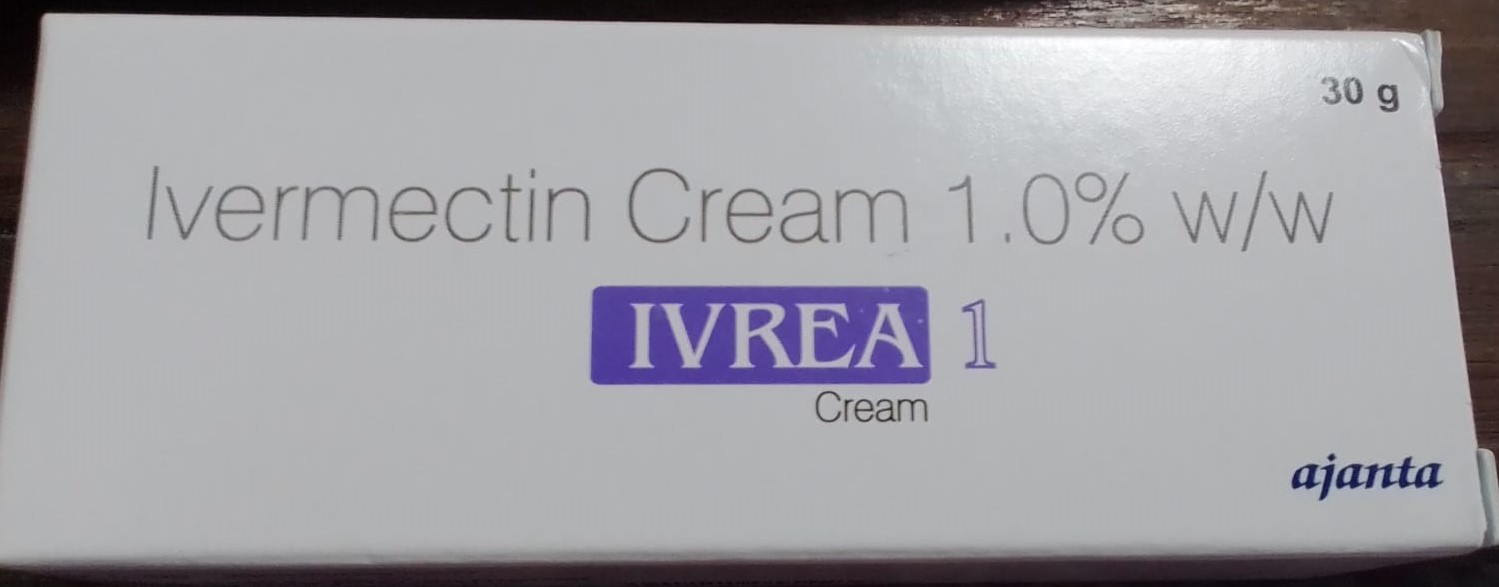 30 g
Ivermectin Cream 1.0% w/w
IVREA 1
Cream
ajanta